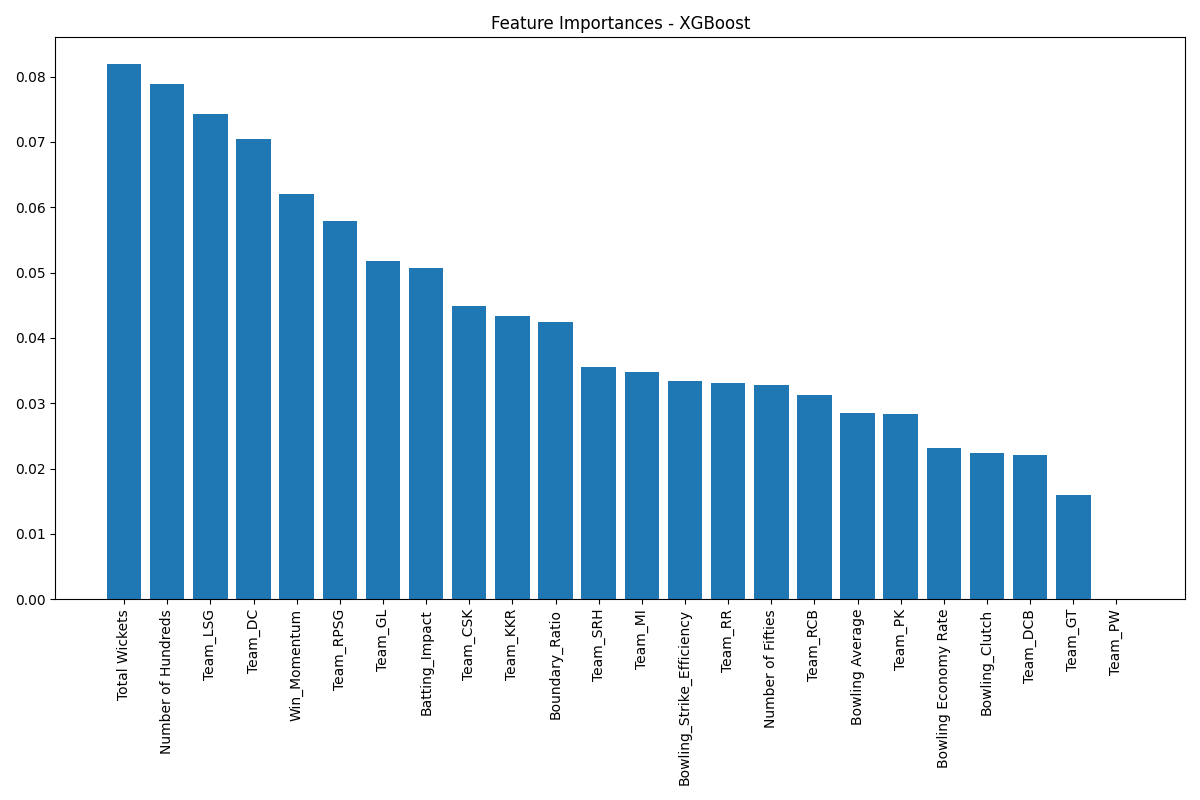 Feature Importances - XGBoost
0.08
0.07
0.06
0.05
0.04
0.03
0.02
0.01
0.00
Total Wickets
Number of Hundreds
Team_LSG
Team_DC
Win_Momentum
Team_RPSG
Team_GL
Batting_Impact
Team_CSK
Team_KKR
Boundary_Ratio
Team_SRH
Team_MI
Bowling_Strike_Efficiency
Team_RR
Number of Fifties
Team_RCB
Bowling Average
Team_PK
Bowling Economy Rate
Bowling_Clutch
Team_DCB
Team_GT
Team_PW